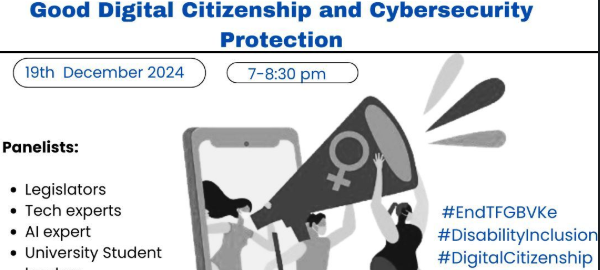 Good Digital Citizenship and Cybersecurity
Protection
19th December 2024
7-8:30 pm
Panelists:
• Legislators
• Tech experts
• AI expert
• University Student
#EndTFGBVKe
#DisabilityInclusion
#DigitalCitizenship